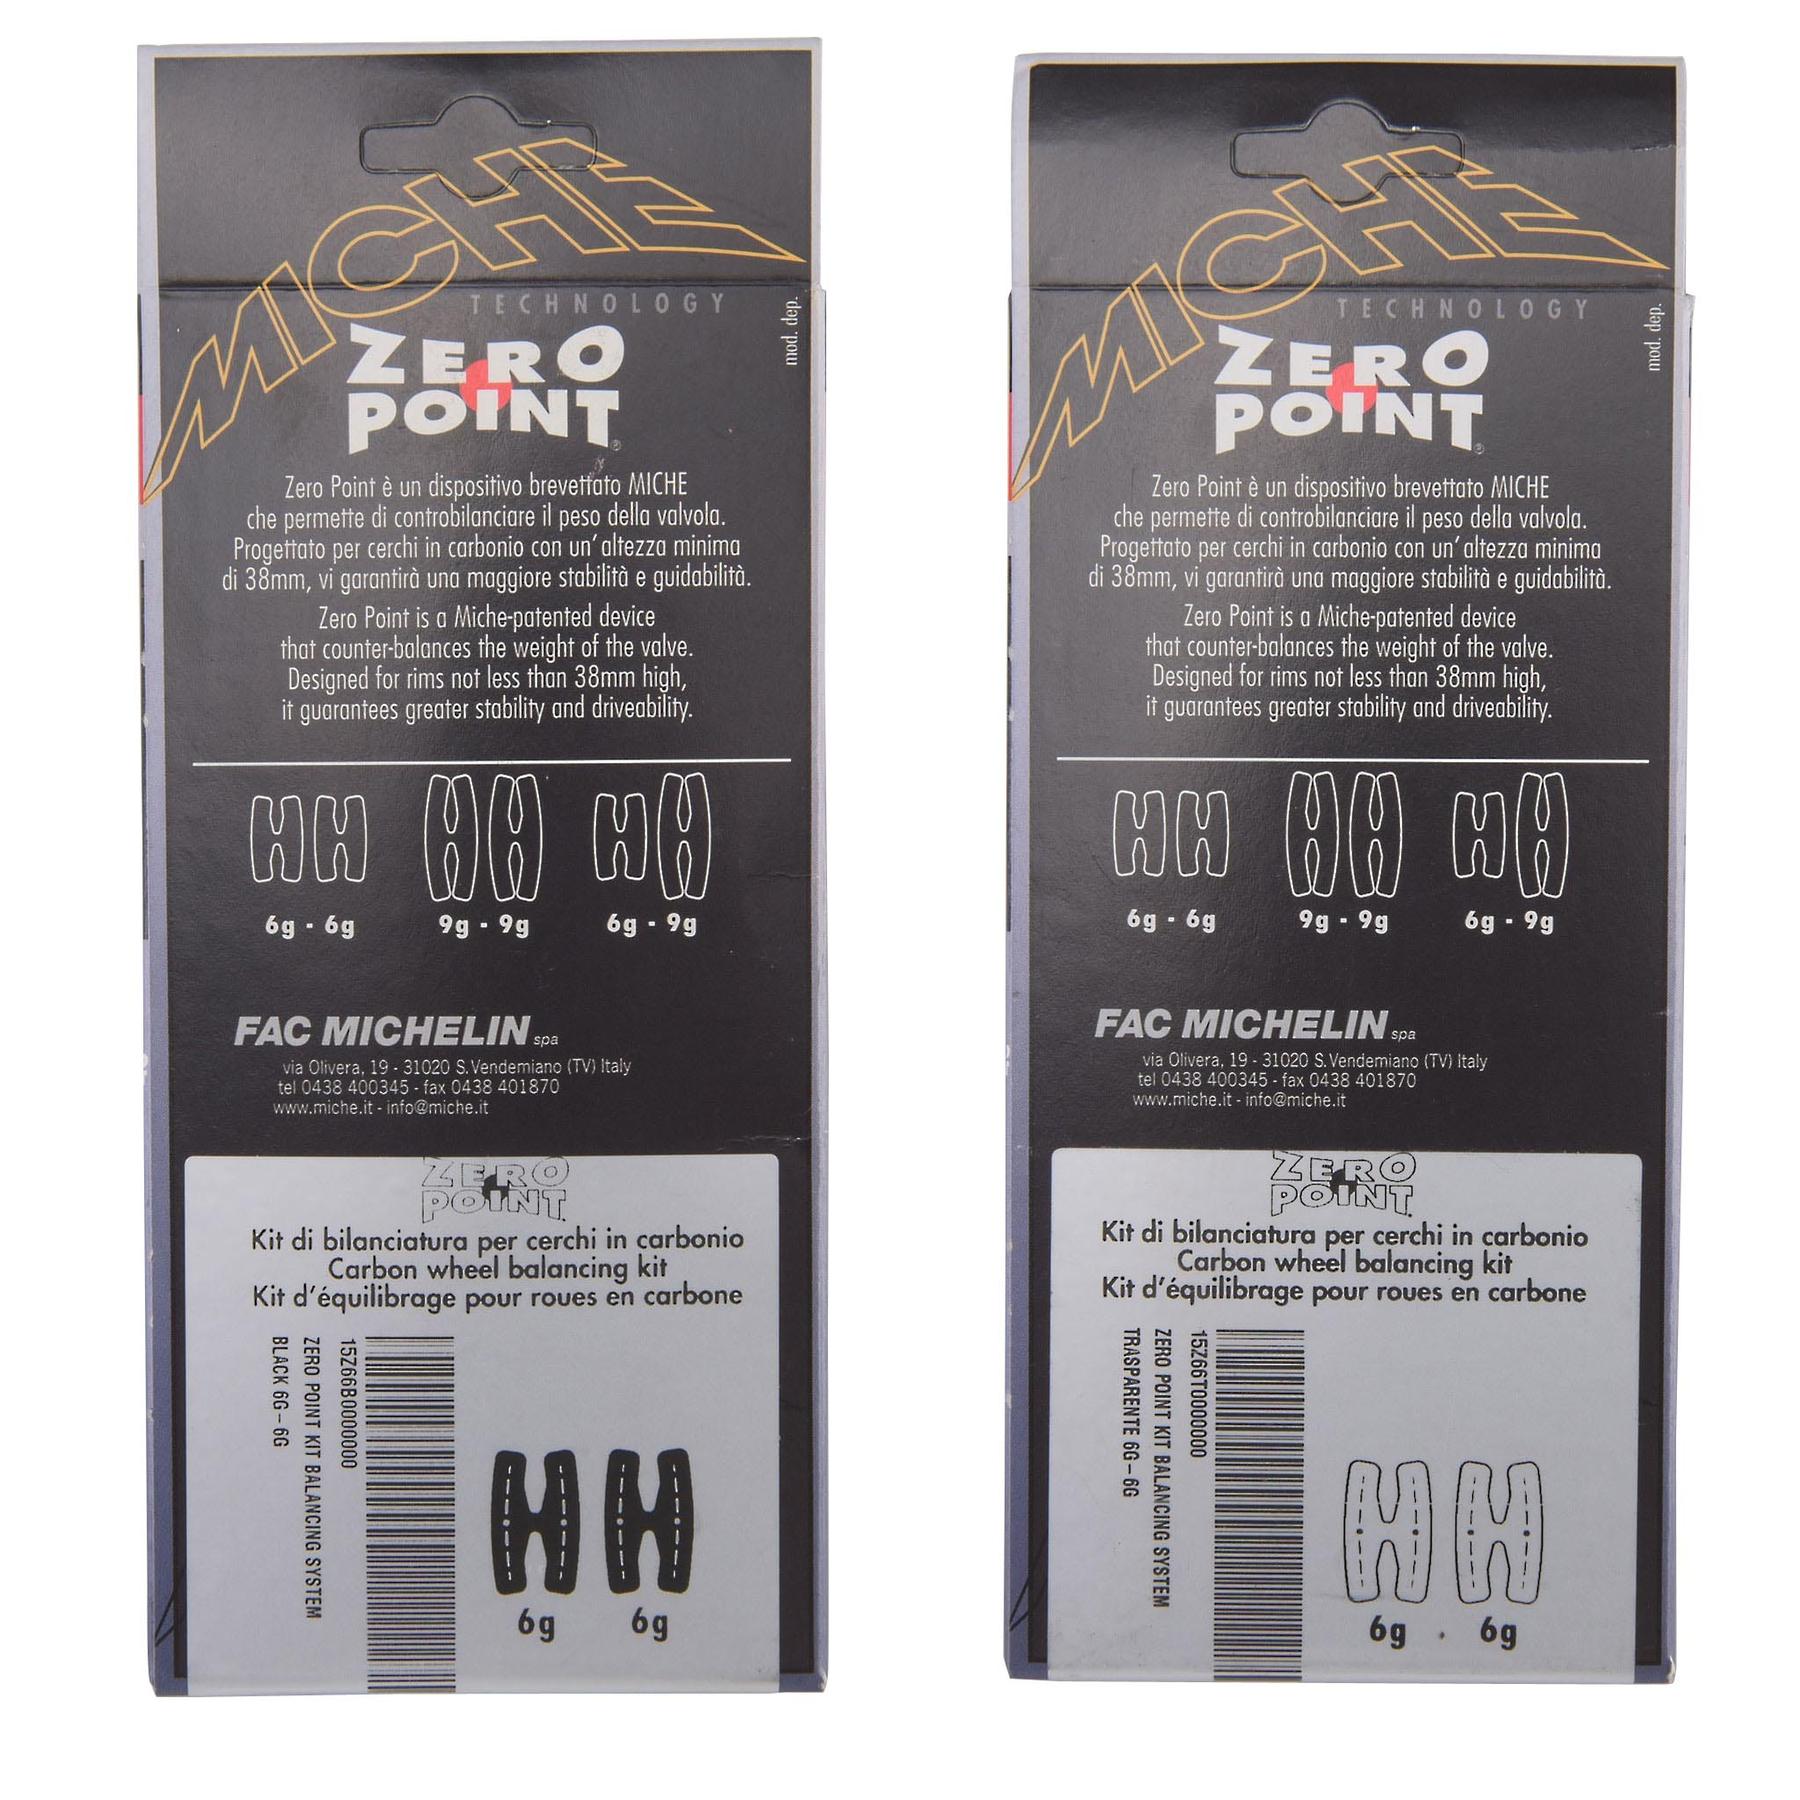 MICHE
TECHNOLOGY
mod. dep.
ZERO
POINT®
Zero Point è un dispositivo brevettato MICHE
che permette di controbilanciare il peso della valvola.
Progettato per cerchi in carbonio con un'altezza minima
di 38mm, vi garantirà una maggiore stabilità e guidabilità.
Zero Point is a Miche-patented device
that counter-balances the weight of the valve.
Designed for rims not less than 38mm high,
it guarantees greater stability and driveability.
6g - 6g
9g - 9g
6g - 9g
FAC MICHELIN spa
via Olivera, 19 - 31020 S.Vendemiano (TV) Italy
tel 0438 400345 - fax 0438 401870
www.miche.it - info@miche.it
ZERO
POINT
Kit di bilanciatura per cerchi in carbonio
Carbon wheel balancing kit
Kit d'équilibrage pour roues en carbone
15Z66B0000000
ZERO POINT KIT BALANCING SYSTEM
BLACK 6G-6G
6g 6g
MICHE
TECHNOLOGY
mod. dep.
ZERO
POINT®
Zero Point è un dispositivo brevettato MICHE
che permette di controbilanciare il peso della valvola.
Progettato per cerchi in carbonio con un'altezza minima
di 38mm, vi garantirà una maggiore stabilità e guidabilità.
Zero Point is a Miche-patented device
that counter-balances the weight of the valve.
Designed for rims not less than 38mm high,
it guarantees greater stability and driveability.
6g - 6g
9g - 9g
6g - 9g
FAC MICHELIN spa
via Olivera, 19 - 31020 S.Vendemiano (TV) Italy
tel 0438 400345 - fax 0438 401870
www.miche.it - info@miche.it
ZERO
POINT
Kit di bilanciatura per cerchi in carbonio
Carbon wheel balancing kit
Kit d'équilibrage pour roues en carbone
15Z66T000000
ZERO POINT KIT BALANCING SYSTEM
TRASPARENTE 6G-6G
6g . 6g